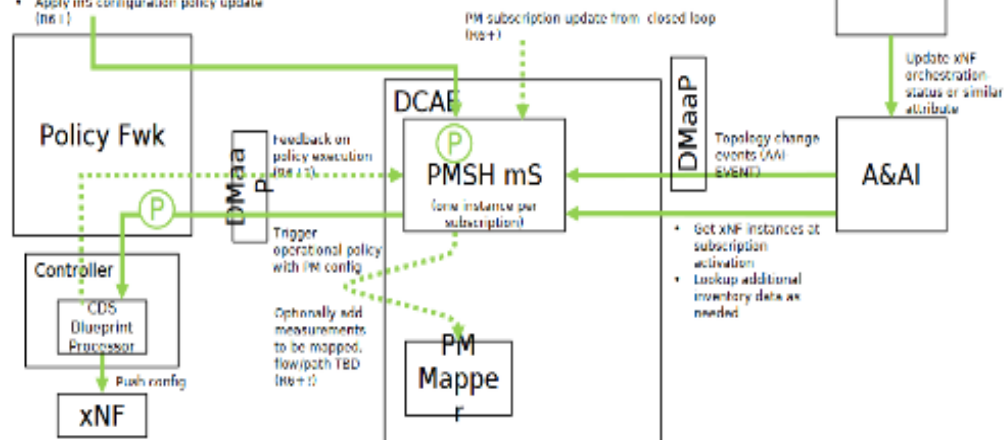 • Apply mS configuration policy update
(R6+)
PM subscription update from closed loop
(R6+)
Update xNF
orchestration
status or similar
attribute
Policy Fwk
DCAE
DMaaP
DMaa
P
Feedback on
policy execution
(R6+?).
P
PMSH mS
(one instance per
subscription)
Topology change
events (AAI
EVENT)
A&AI
P
Trigger
operational policy
with PM config
• Get xNF instances at
subscription
activation
• Lookup additional
inventory data as
needed
Controller
CDS
Blueprint
Processor
Optionally add
measurements
to be mapped,
flow/path TBD
(R6+?)
PM
Mappe
r
Push config
xNF